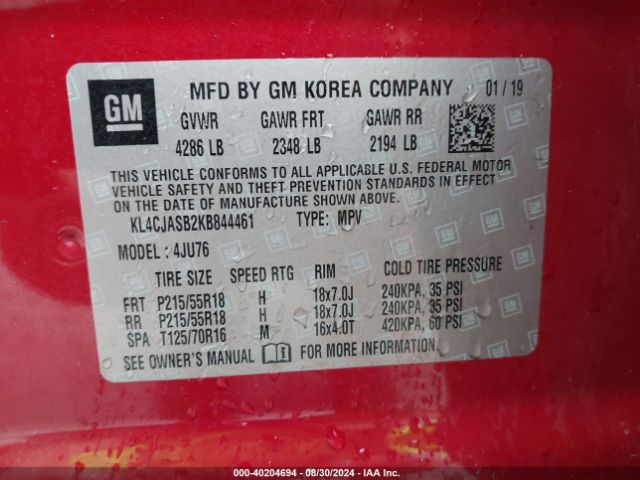 GM
MFD BY GM KOREA COMPANY 01/19
GVWR GAWR FRT GAWR RR
4286 LB 2348 LB 2194 LB
THIS VEHICLE CONFORMS TO ALL APPLICABLE U.S. FEDERAL MOTOR
VEHICLE SAFETY AND THEFT PREVENTION STANDARDS IN EFFECT
ON THE DATE OF MANUFACTURE SHOWN ABOVE.
KL4CJASB2KB844461 TYPE: MPV
MODEL: 4JU76
TIRE SIZE SPEED RTG RIM COLD TIRE PRESSURE
FRT P215/55R18 H 18x7.0J 240KPA, 35 PSI
RR P215/55R18 H 18x7.0J 240KPA, 35 PSI
SPA T125/70R16 M 16x4.0T 420KPA, 60 PSI
SEE OWNER'S MANUAL FOR MORE INFORMATION.
000-40204694 - 08/30/2024 - IAA Inc.